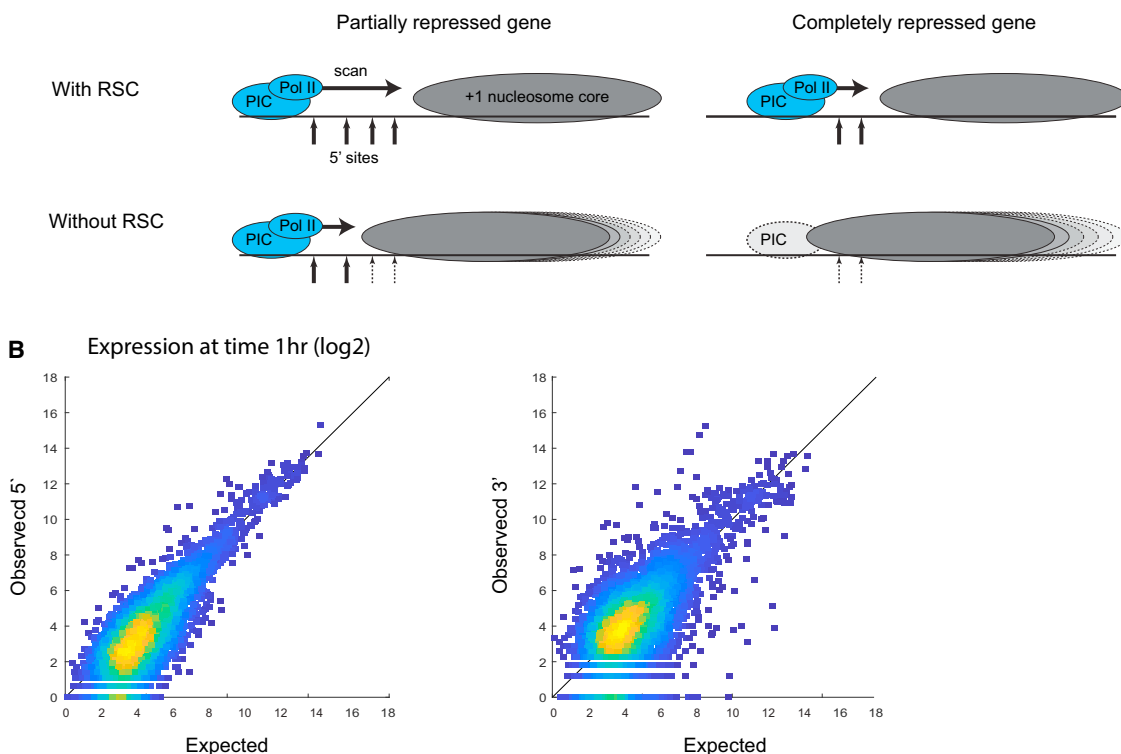 Partially repressed gene
Completely repressed gene
With RSC
PIC
Pol II
scan
+1 nucleosome core
5' sites
PIC
Pol II
Without RSC
PIC
Pol II
PIC
B
Expression at time 1hr (log2)
Observecd 5`
18
16
14
12
10
8
6
4
2
0
0 2 4 6 8 10 12 14 16 18
Expected
Observecd 3`
18
16
14
12
10
8
6
4
2
0
0 2 4 6 8 10 12 14 16 18
Expected